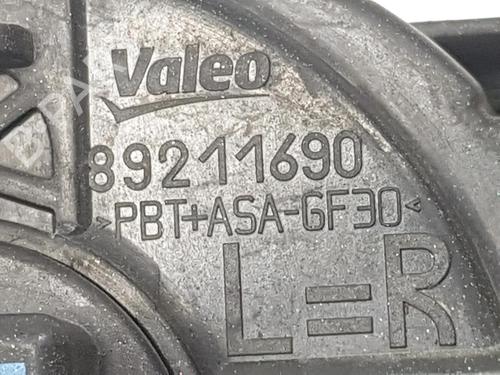 Valeo
89211690
>PBT+ASA-GF30<
L=R